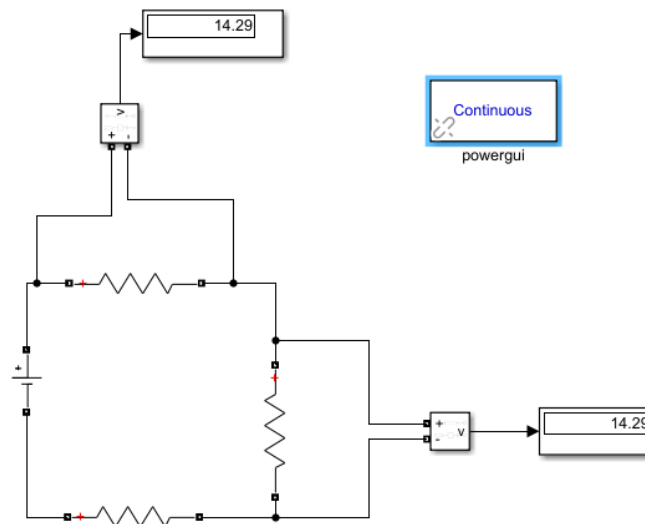 14.29
v
+ -
Continuous
powergui
+
+
+
+
-
v
14.29
+